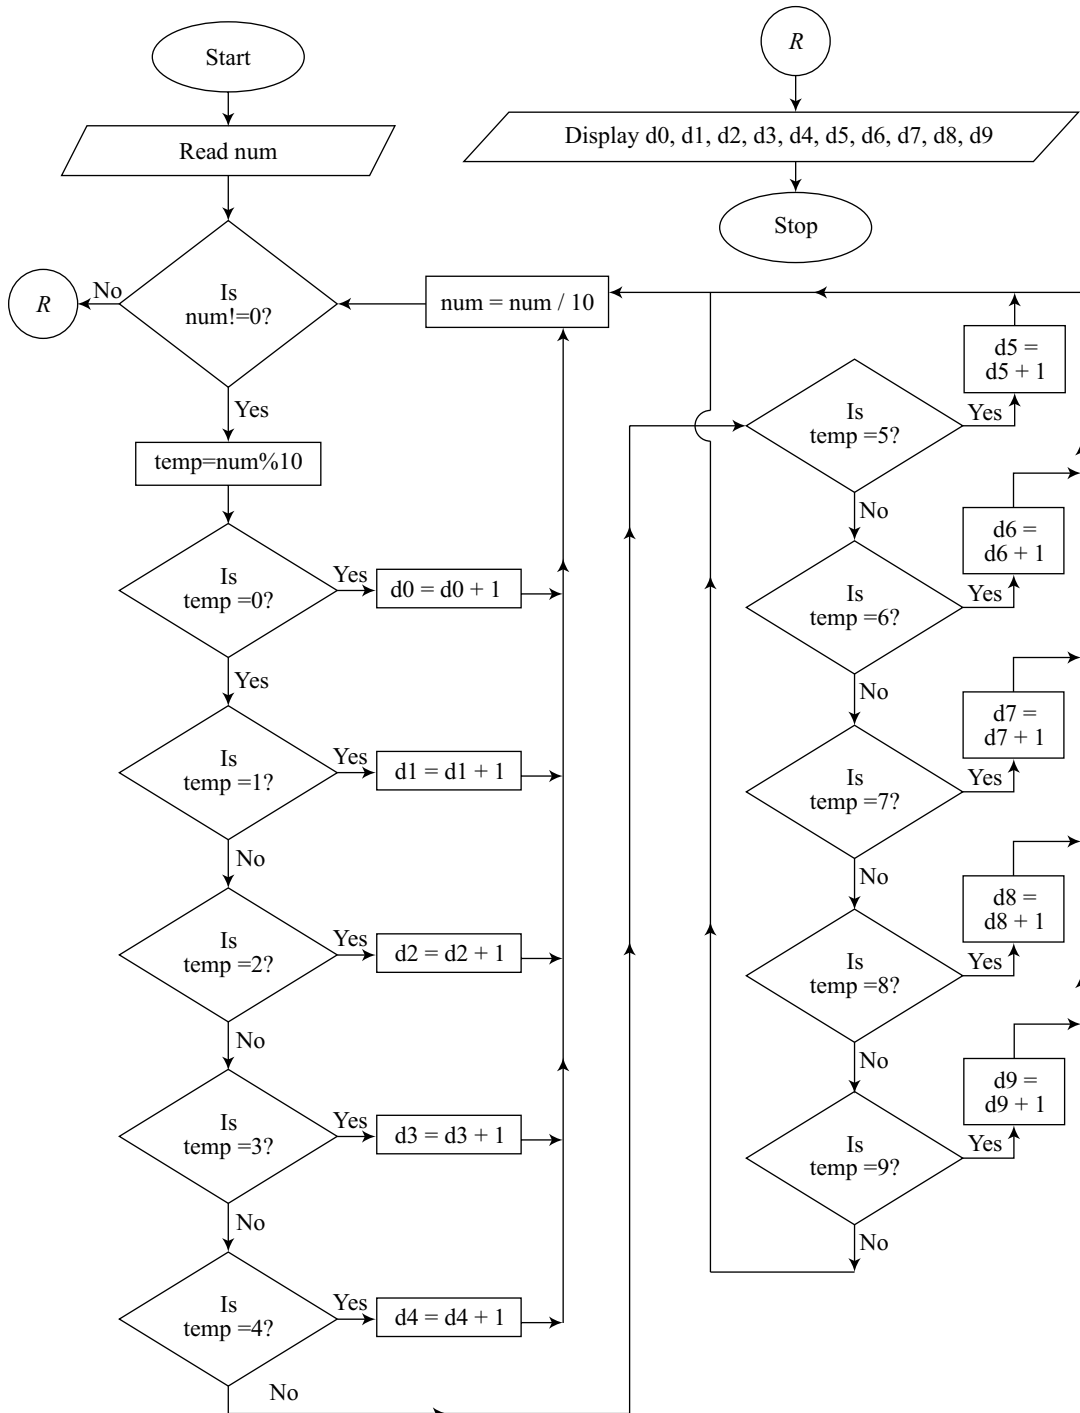 Start
Read num
Is
num!=0?
No
R
Yes
num = num / 10
temp=num%10
Is
temp =0?
Yes
d0 = d0 + 1
Yes
Is
temp =1?
Yes
d1 = d1 + 1
No
Is
temp =2?
Yes
d2 = d2 + 1
No
Is
temp =3?
Yes
d3 = d3 + 1
No
Is
temp =4?
Yes
d4 = d4 + 1
No
R
Display d0, d1, d2, d3, d4, d5, d6, d7, d8, d9
Stop
Is
temp =5?
Yes
d5 =
d5 + 1
No
Is
temp =6?
Yes
d6 =
d6 + 1
No
Is
temp =7?
Yes
d7 =
d7 + 1
No
Is
temp =8?
Yes
d8 =
d8 + 1
No
Is
temp =9?
Yes
d9 =
d9 + 1
No